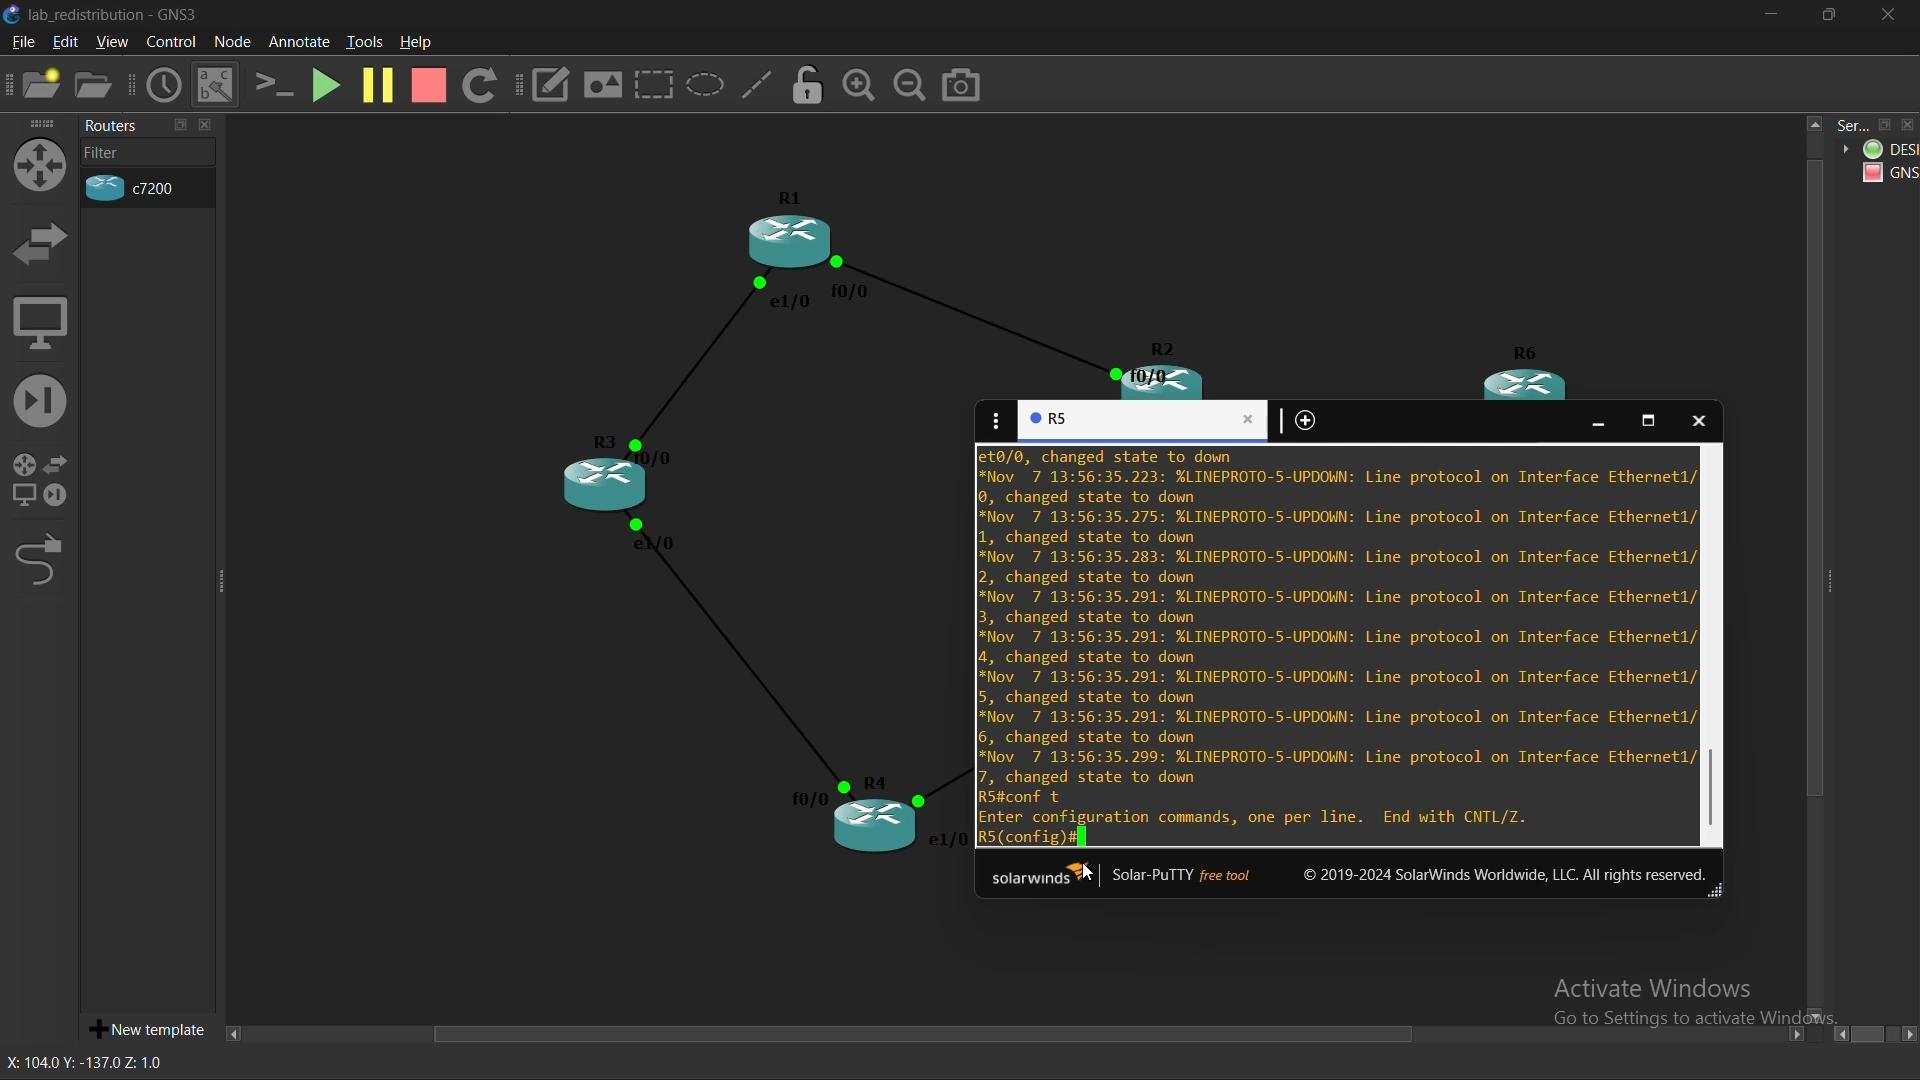 lab_redistribution - GNS3
File Edit View Control Node Annotate Tools Help
Routers
Filter
c7200
New template
R1
e1/0
f0/0
R2
f0/0
R6
R3
f0/0
e1/0
R4
f0/0
e1/0
Ser...
DESI
GNS
R5
et0/0, changed state to down
*Nov  7 13:56:35.223: %LINEPROTO-5-UPDOWN: Line protocol on Interface Ethernet1/
0, changed state to down
*Nov  7 13:56:35.275: %LINEPROTO-5-UPDOWN: Line protocol on Interface Ethernet1/
1, changed state to down
*Nov  7 13:56:35.283: %LINEPROTO-5-UPDOWN: Line protocol on Interface Ethernet1/
2, changed state to down
*Nov  7 13:56:35.291: %LINEPROTO-5-UPDOWN: Line protocol on Interface Ethernet1/
3, changed state to down
*Nov  7 13:56:35.291: %LINEPROTO-5-UPDOWN: Line protocol on Interface Ethernet1/
4, changed state to down
*Nov  7 13:56:35.291: %LINEPROTO-5-UPDOWN: Line protocol on Interface Ethernet1/
5, changed state to down
*Nov  7 13:56:35.291: %LINEPROTO-5-UPDOWN: Line protocol on Interface Ethernet1/
6, changed state to down
*Nov  7 13:56:35.299: %LINEPROTO-5-UPDOWN: Line protocol on Interface Ethernet1/
7, changed state to down
R5#conf t
Enter configuration commands, one per line.  End with CNTL/Z.
R5(config)#
solarwinds Solar-PuTTY free tool © 2019-2024 SolarWinds Worldwide, LLC. All rights reserved.
Activate Windows
Go to Settings to activate Windows.
X: 104.0 Y: -137.0 Z: 1.0